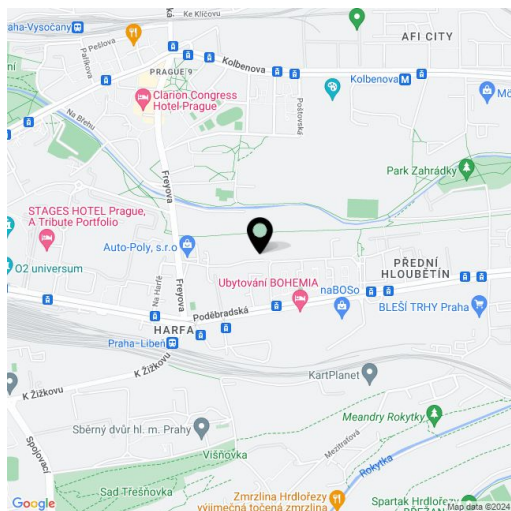 Ke Klíčovu
aha-Vysočany
Pešlova
Paříkova
PRAGUE 9
AFI CITY
Kolbenova
Kolbenova
M
Clarion Congress
Hotel Prague
Poštovská
Mö
Na Břehu
Park Zahrádky
Freyova
STAGES HOTEL Prague,
A Tribute Portfolio
Auto-Poly, s.r.o
O2 universum
PŘEDNÍ
HLOUBĚTÍN
Ubytování BOHEMIA
naBOSo
Na Harfě
Freyova
Poděbradská
BLEŠÍ TRHY Praha
HARFA
Praha-Libeň
KartPlanet
K Žižkovu
K Žižkovu
Meandry Rokytky
Sběrný dvůr hl. m. Prahy
Mezitraťová
Spojovací
Višňovka
Rokytka
Sad Třešňovka
Zmrzlina Hrdlořezy
výjimečná točená zmrzlina
Spartak Hrdlořezy
Google
Map data ©2024